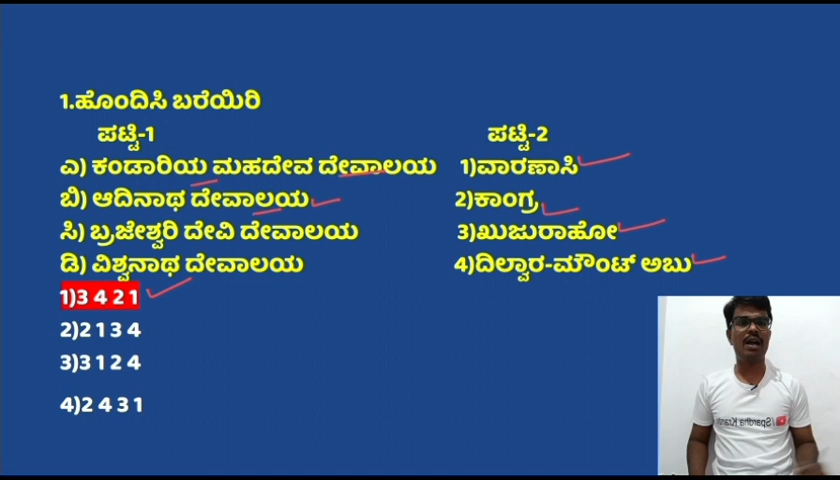 1.ಹೊಂದಿಸಿ ಬರೆಯಿರಿ
ಪಟ್ಟಿ-1 ಪಟ್ಟಿ-2
ಎ) ಕಂಡಾರಿಯ ಮಹದೇವ ದೇವಾಲಯ 1)ವಾರಣಾಸಿ
ಬಿ) ಆದಿನಾಥ ದೇವಾಲಯ 2)ಕಾಂಗ್ರ
ಸಿ) ಬ್ರಜೇಶ್ವರಿ ದೇವಿ ದೇವಾಲಯ 3)ಖುಜುರಾಹೋ
ಡಿ) ವಿಶ್ವನಾಥ ದೇವಾಲಯ 4)ದಿಲ್ವಾರ-ಮೌಂಟ್ ಅಬು
1)3 4 2 1
2)2 1 3 4
3)3 1 2 4
4)2 4 3 1